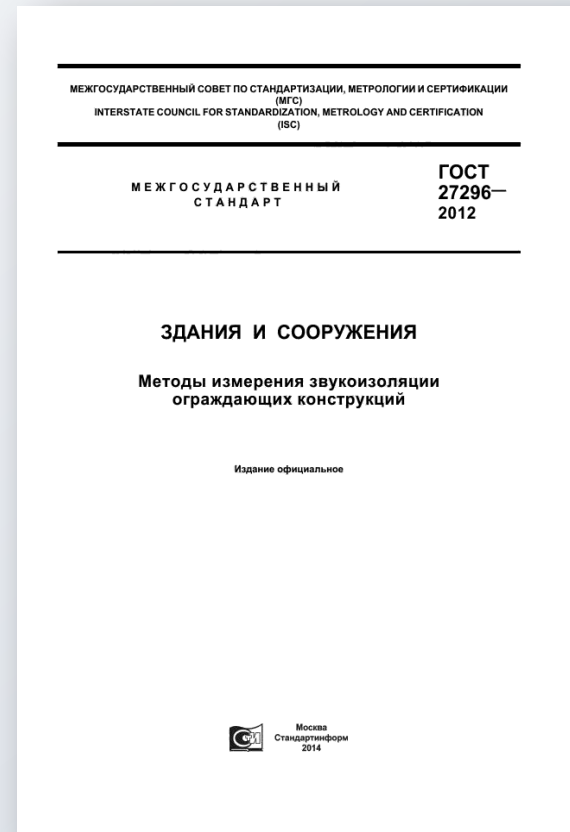 МЕЖГОСУДАРСТВЕННЫЙ СОВЕТ ПО СТАНДАРТИЗАЦИИ, МЕТРОЛОГИИ И СЕРТИФИКАЦИИ
(МГС)
INTERSTATE COUNCIL FOR STANDARDIZATION, METROLOGY AND CERTIFICATION
(ISC)
МЕЖГОСУДАРСТВЕННЫЙ
СТАНДАРТ
ГОСТ
27296—
2012
ЗДАНИЯ И СООРУЖЕНИЯ
Методы измерения звукоизоляции
ограждающих конструкций
Издание официальное
Москва
Стандартинформ
2014